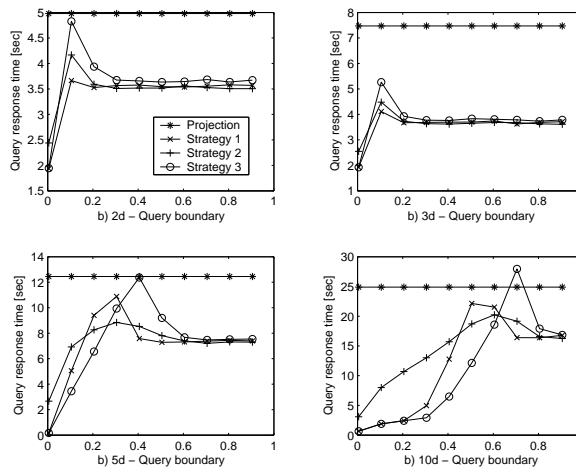 5
4.5
4
3.5
3
2.5
2
1.5
0 0.2 0.4 0.6 0.8 1
Query response time [sec]
b) 2d – Query boundary
Projection
Strategy 1
Strategy 2
Strategy 3
8
7
6
5
4
3
2
1
0 0.2 0.4 0.6 0.8 1
Query response time [sec]
b) 3d – Query boundary
14
12
10
8
6
4
2
0
0 0.2 0.4 0.6 0.8 1
Query response time [sec]
b) 5d – Query boundary
30
25
20
15
10
5
0
0 0.2 0.4 0.6 0.8 1
Query response time [sec]
b) 10d – Query boundary